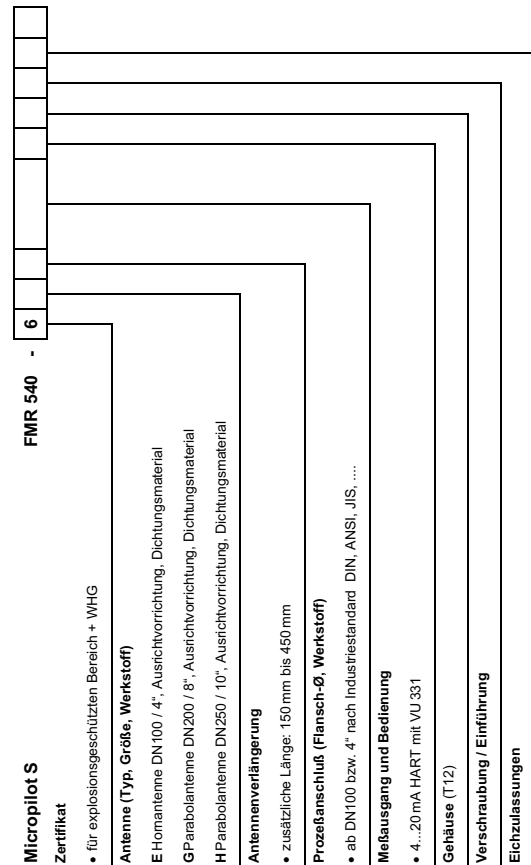 Micropilot S FMR 540 - 6
Zertifikat
• für explosionsgeschützten Bereich + WHG
Antenne (Typ, Größe, Werkstoff)
E Hornantenne DN100 / 4“, Ausrichtvorrichtung, Dichtungsmaterial
G Parabolantenne DN200 / 8“, Ausrichtvorrichtung, Dichtungsmaterial
H Parabolantenne DN250 / 10“, Ausrichtvorrichtung, Dichtungsmaterial
Antennenverlängerung
• zusätzliche Länge: 150 mm bis 450 mm
Prozeßanschluß (Flansch-Ø, Werkstoff)
• ab DN100 bzw. 4“ nach Industriestandard DIN, ANSI, JIS, ....
Meßausgang und Bedienung
• 4...20 mA HART mit VU 331
Gehäuse (T12)
Verschraubung / Einführung
Eichzulassungen